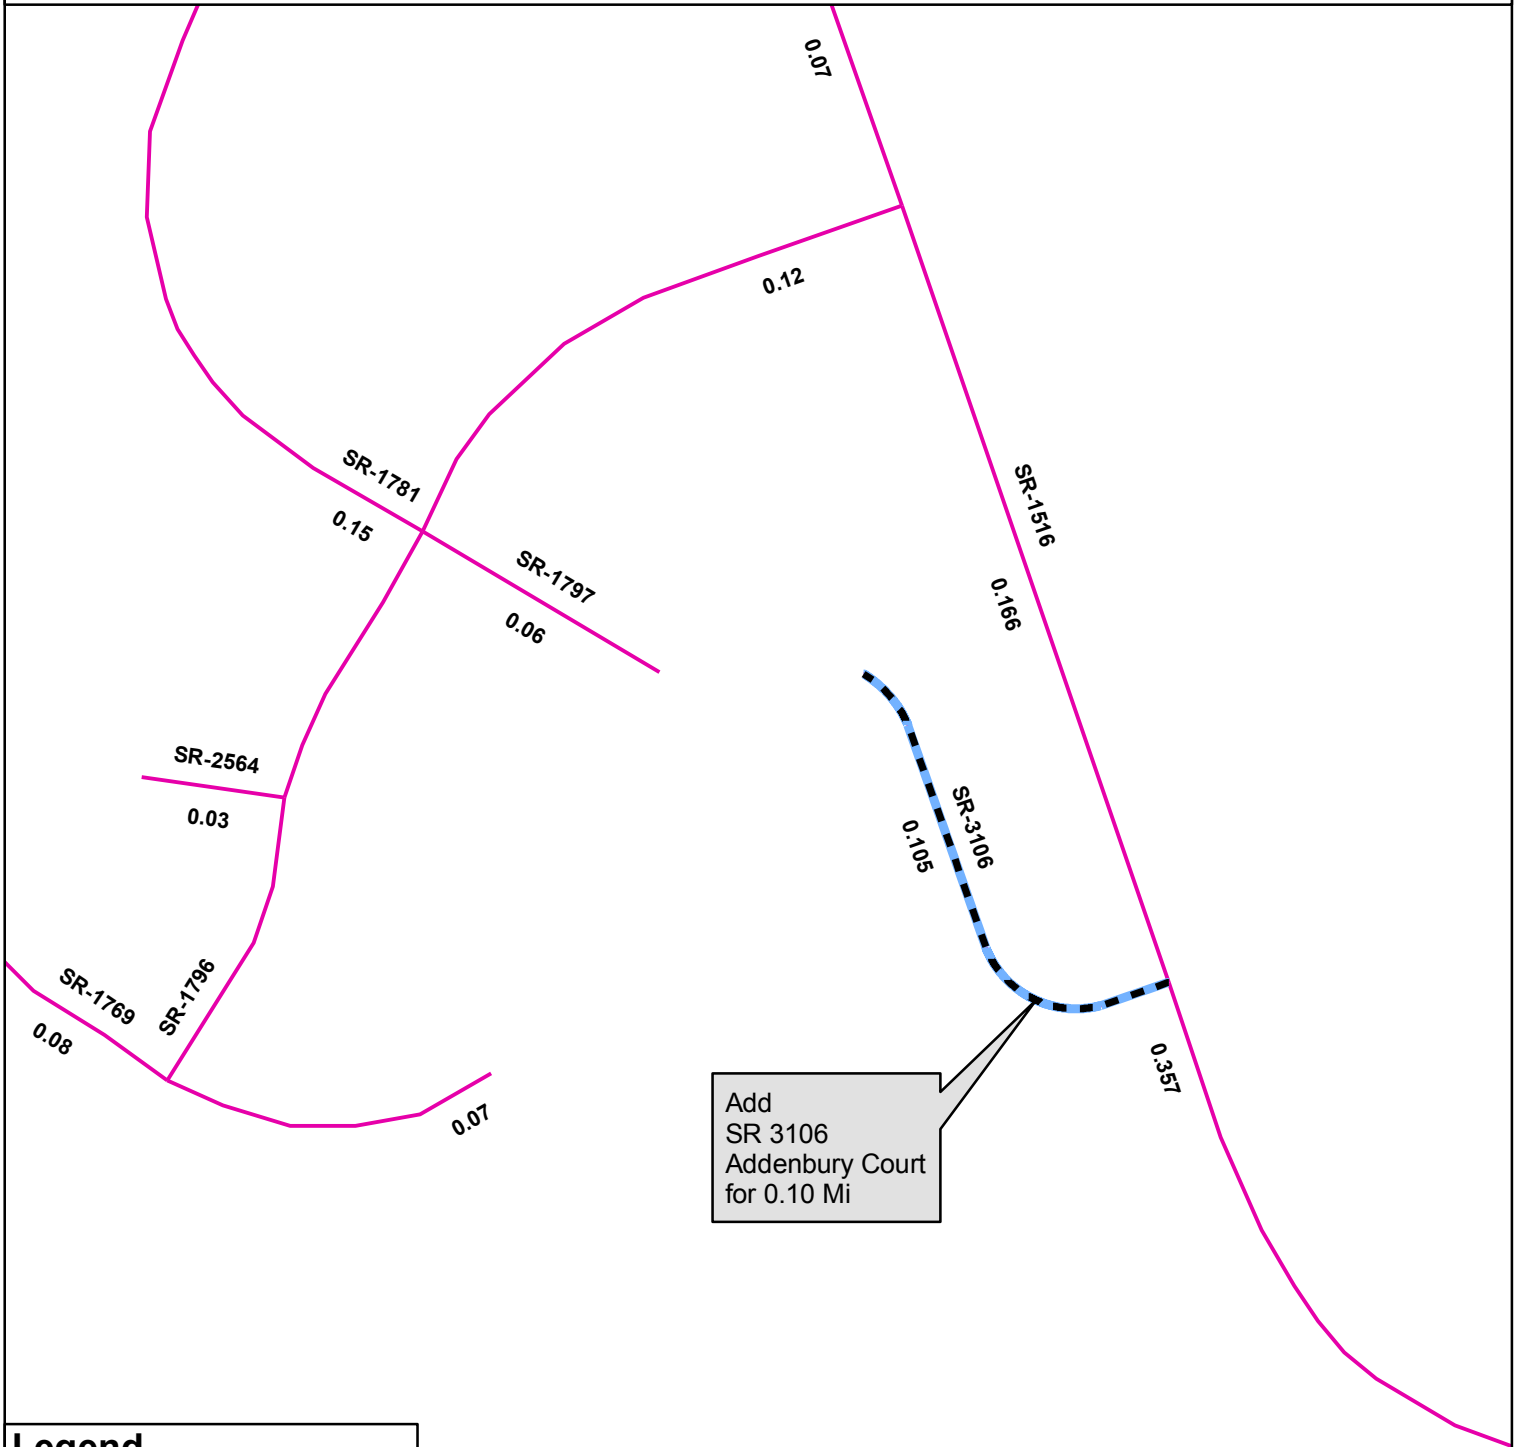 0.07
0.12
SR-1781
0.15
SR-1516
SR-1797
0.166
0.06
SR-2564
0.03
SR-3106
0.105
SR-1796
SR-1769
0.08
0.357
0.07
Add
SR 3106
Addenbury Court
for 0.10 Mi
Legend